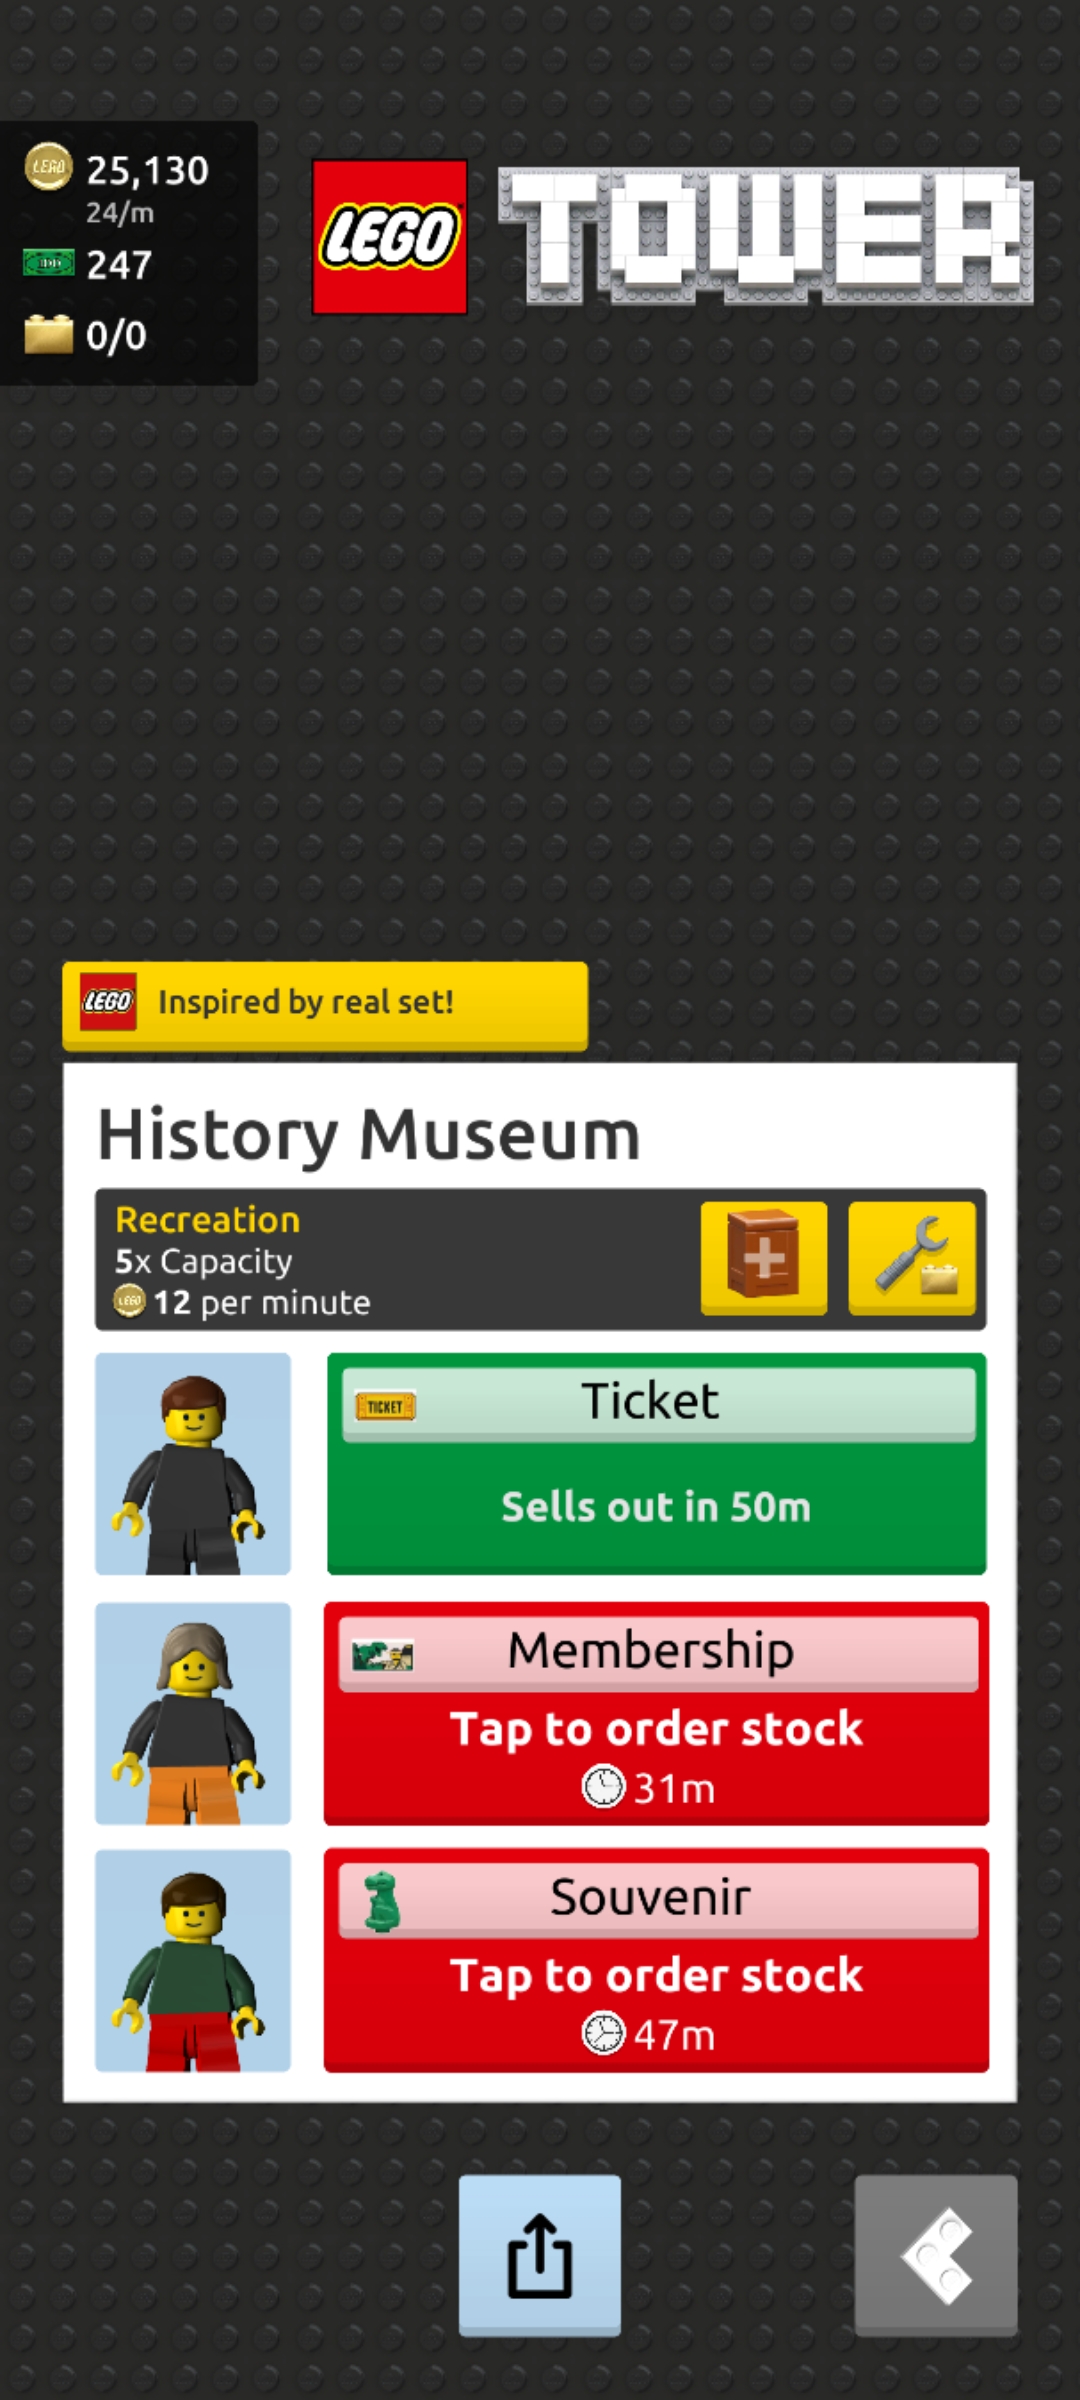 25,130
24/m
247
0/0
LEGO
TOWER
LEGO Inspired by real set!
History Museum
Recreation
5x Capacity
12 per minute
TICKET Ticket
Sells out in 50m
Membership
Tap to order stock
31m
Souvenir
Tap to order stock
47m